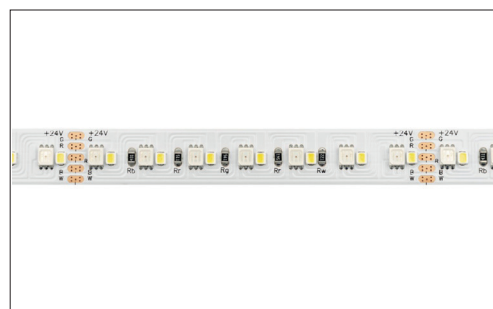 +24V +24V +24V +24V
G G G G
R R
Rb Rr Rg Rr Rw Rb
W W W W